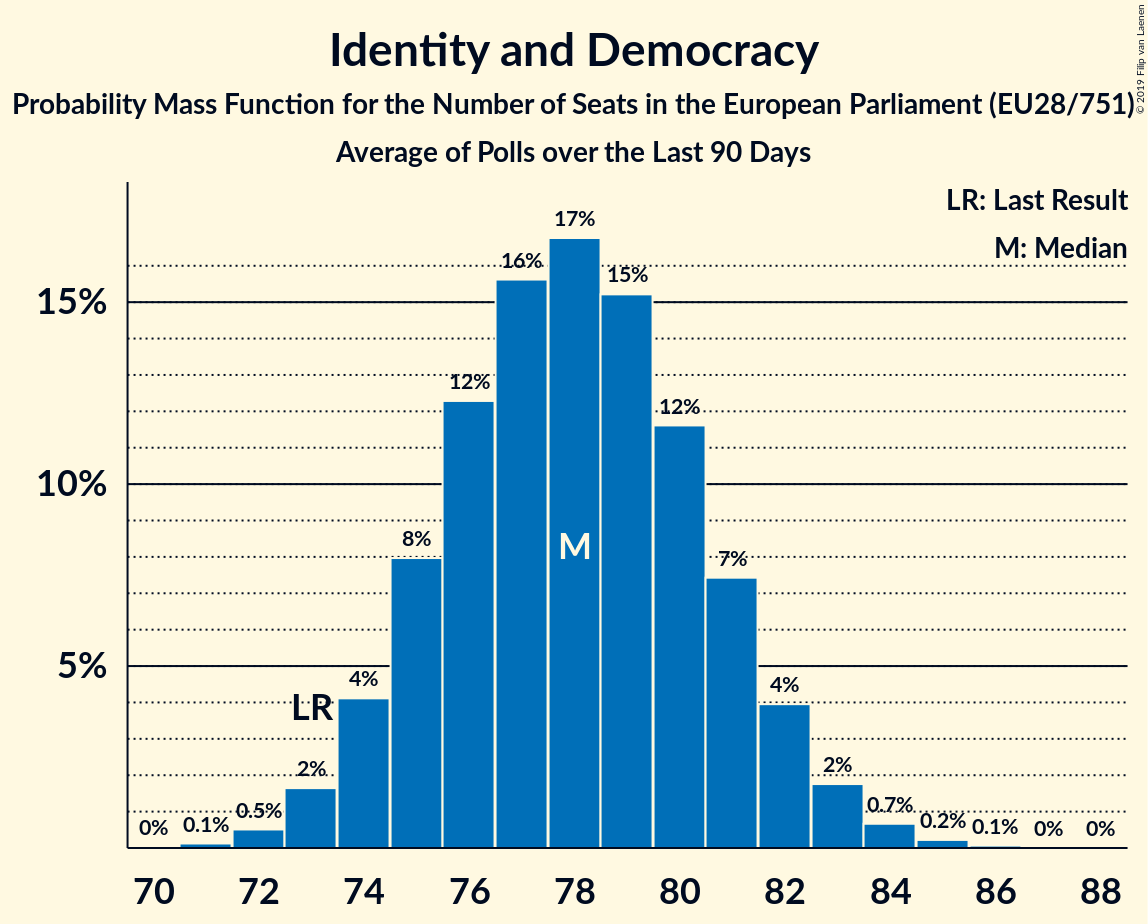 Identity and Democracy
Probability Mass Function for the Number of Seats in the European Parliament (EU28/751)
Average of Polls over the Last 90 Days
© 2019 Filip van Laenen
LR: Last Result
M: Median
15%
10%
5%
0%
0.1%
0.5%
2%
LR
4%
8%
12%
16%
17%
M
15%
12%
7%
4%
2%
0.7%
0.2%
0.1%
0%
0%
70 72 74 76 78 80 82 84 86 88